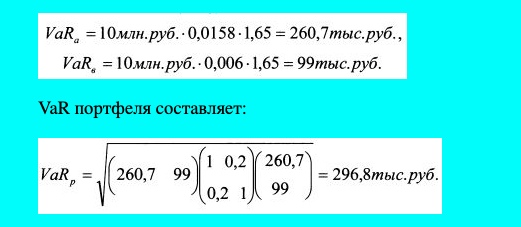 VaRₐ = 10млн.руб.·0,0158·1,65 = 260,7тыс.руб.,
VaRᵦ = 10млн.руб.·0,006·1,65 = 99тыс.руб.
VaR портфеля составляет:
VaRₚ = √((260,7 99)(1 0,2 0,2 1)(260,7 99)) = 296,8тыс.руб.